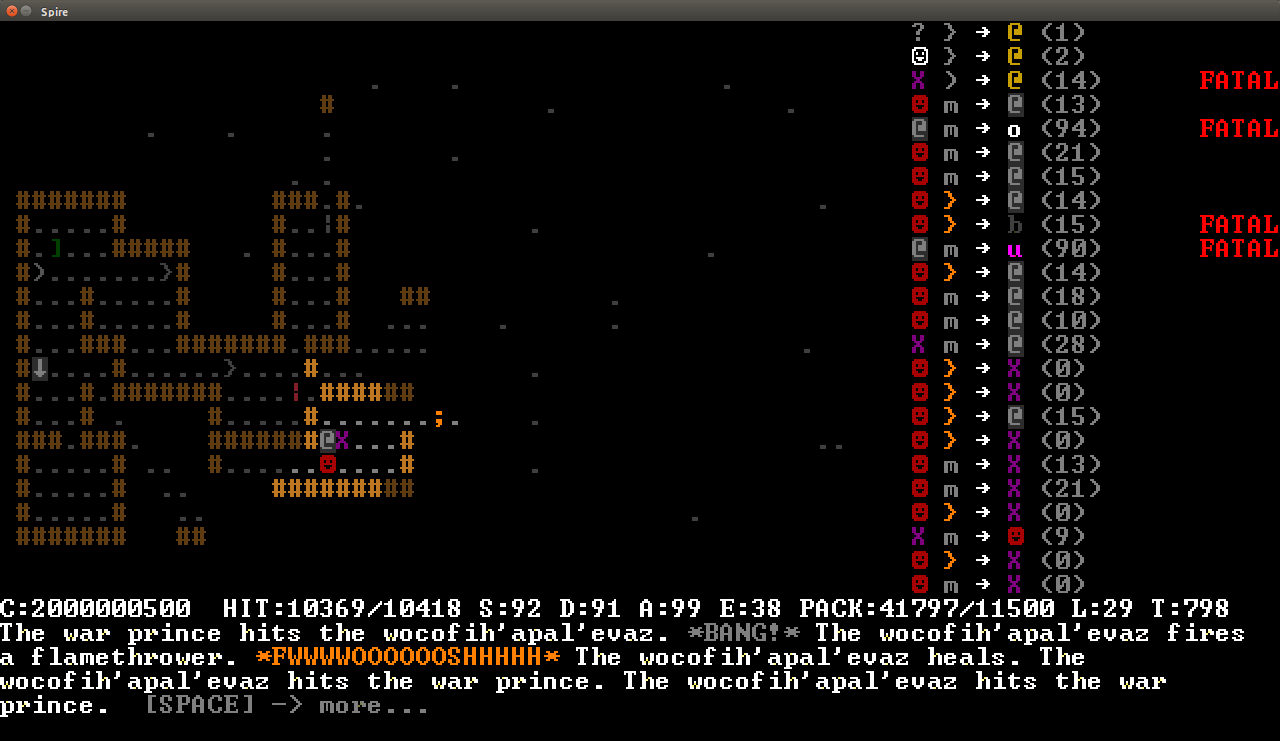 Spire
? } → @ (1)
☺ } → @ (2)
X } → @ (14) FATAL
☻ m → @ (13)
@ m → o (94) FATAL
☻ m → @ (21)
☻ m → @ (15)
☻ } → @ (14)
☻ } → b (15) FATAL
@ m → u (90) FATAL
☻ } → @ (14)
☻ m → @ (18)
☻ m → @ (10)
X m → @ (28)
☻ } → X (0)
☻ } → X (0)
☻ } → @ (15)
☻ } → X (0)
☻ m → X (13)
☻ m → X (21)
☻ } → X (0)
X m → ☻ (9)
☻ } → X (0)
☻ m → X (0)
C:2000000500 HIT:10369/10418 S:92 D:91 A:99 E:38 PACK:41797/11500 L:29 T:798
The war prince hits the wocofih'apal'evaz. *BANG!* The wocofih'apal'evaz fires
a flamethrower. *FWWWWOOOOOOSHHHHH* The wocofih'apal'evaz heals. The
wocofih'apal'evaz hits the war prince. The wocofih'apal'evaz hits the war
prince. [SPACE] -> more...